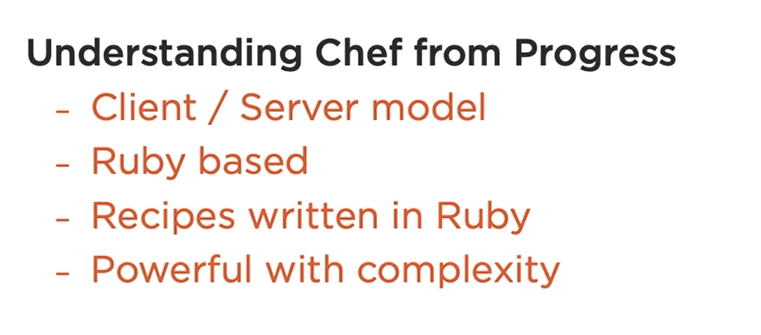 Understanding Chef from Progress
– Client / Server model
– Ruby based
– Recipes written in Ruby
– Powerful with complexity